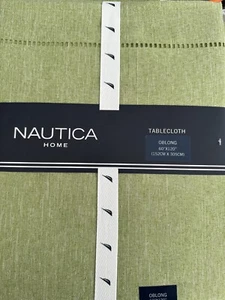 NAUTICA
HOME
TABLECLOTH
OBLONG
60"X120"
(152CM X 305CM)
OBLONG